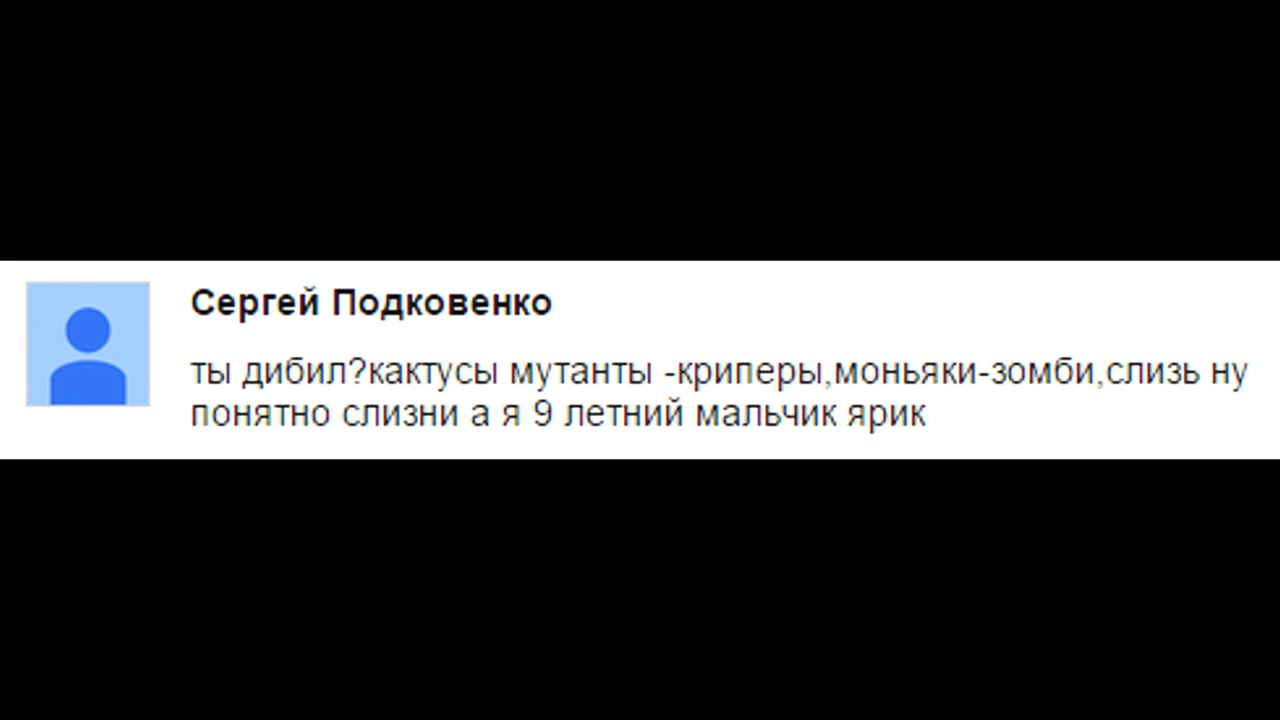 Сергей Подковенко
ты дибил?кактусы мутанты -криперы,моньяки-зомби,слизь ну
понятно слизни а я 9 летний мальчик ярик